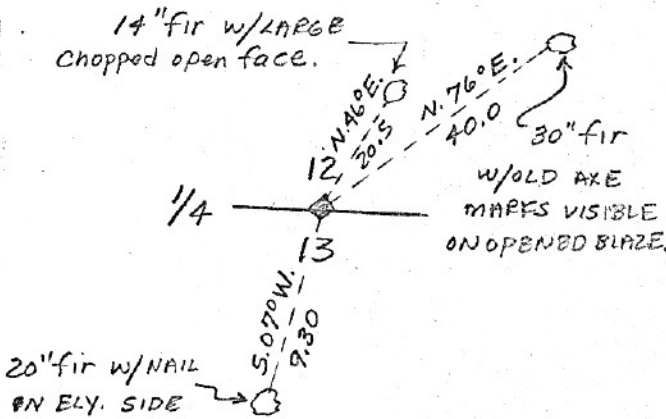 14" fir w/LARGE
Chopped open face.
N. 46° E.
20.5
N. 76° E.
40.0
30" fir
W/OLD AXE
MARKS VISIBLE
ON OPENED BLAZE.
12
1/4
13
S. 07° W.
9.30
20" fir w/NAIL
IN ELY. SIDE